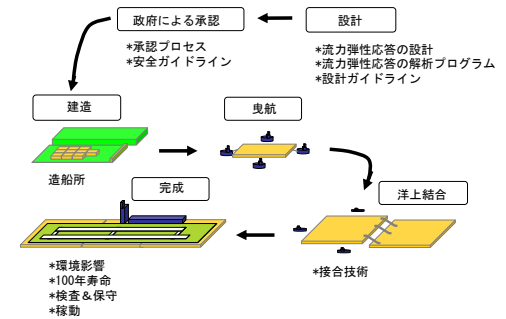 政府による承認
設計
*承認プロセス
*安全ガイドライン
*流力弾性応答の設計
*流力弾性応答の解析プログラム
*設計ガイドライン
建造
曳航
造船所
完成
洋上結合
*接合技術
*環境影響
*100年寿命
*検査&保守
*稼動